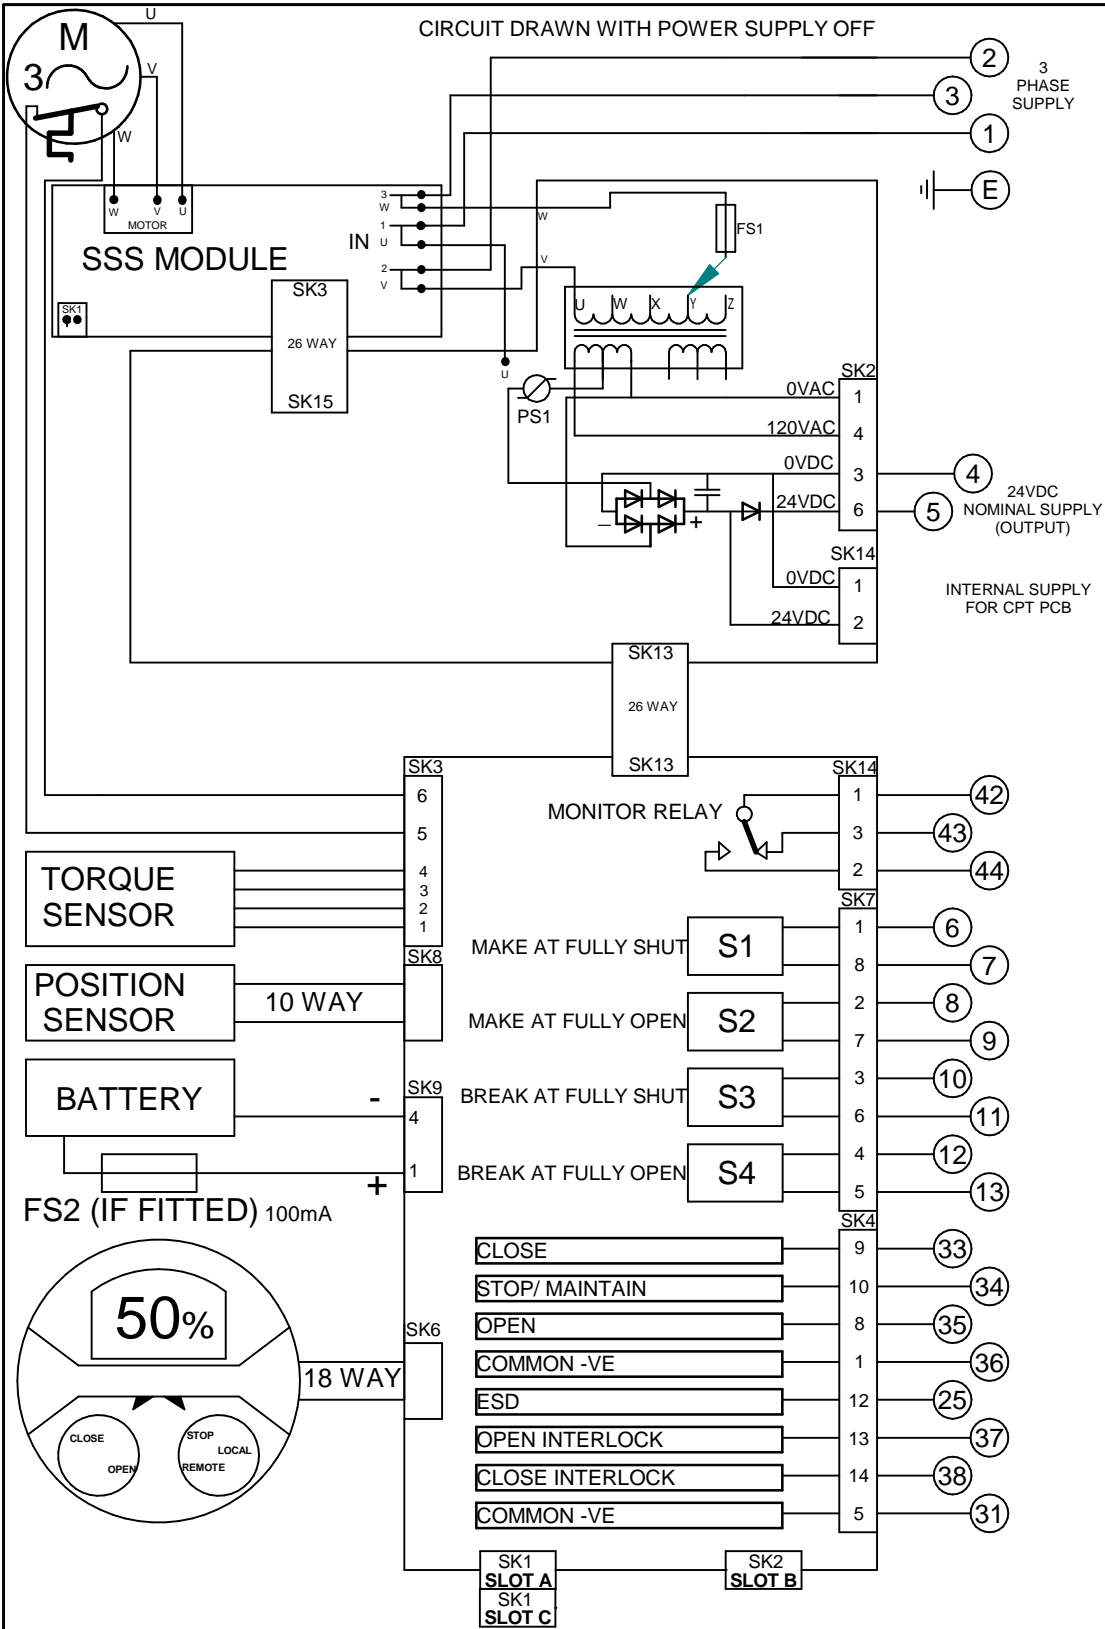 CIRCUIT DRAWN WITH POWER SUPPLY OFF
U
M
3
V
W
2
3
PHASE
SUPPLY
3
1
E
W
V
U
MOTOR
SSS MODULE
IN
3
W
1
U
2
V
W
V
FS1
SK1
SK3
26 WAY
SK15
U
W
X
Y
Z
U
PS1
SK2
0VAC
1
120VAC
4
0VDC
3
4
24VDC
6
5
24VDC
NOMINAL SUPPLY
(OUTPUT)
–
+
SK14
0VDC
1
24VDC
2
INTERNAL SUPPLY
FOR CPT PCB
SK13
26 WAY
SK13
SK3
6
5
4
3
2
1
TORQUE
SENSOR
POSITION
SENSOR
10 WAY
SK8
BATTERY
-
+
SK9
4
1
FS2 (IF FITTED) 100mA
50%
CLOSE
OPEN
STOP
LOCAL
REMOTE
18 WAY
SK6
MONITOR RELAY
SK14
1
42
3
43
2
44
SK7
MAKE AT FULLY SHUT
S1
1
6
8
7
MAKE AT FULLY OPEN
S2
2
8
7
9
BREAK AT FULLY SHUT
S3
3
10
6
11
BREAK AT FULLY OPEN
S4
4
12
5
13
SK4
CLOSE
9
33
STOP/ MAINTAIN
10
34
OPEN
8
35
COMMON -VE
1
36
ESD
12
25
OPEN INTERLOCK
13
37
CLOSE INTERLOCK
14
38
COMMON -VE
5
31
SK1
SLOT A
SK1
SLOT C
SK2
SLOT B